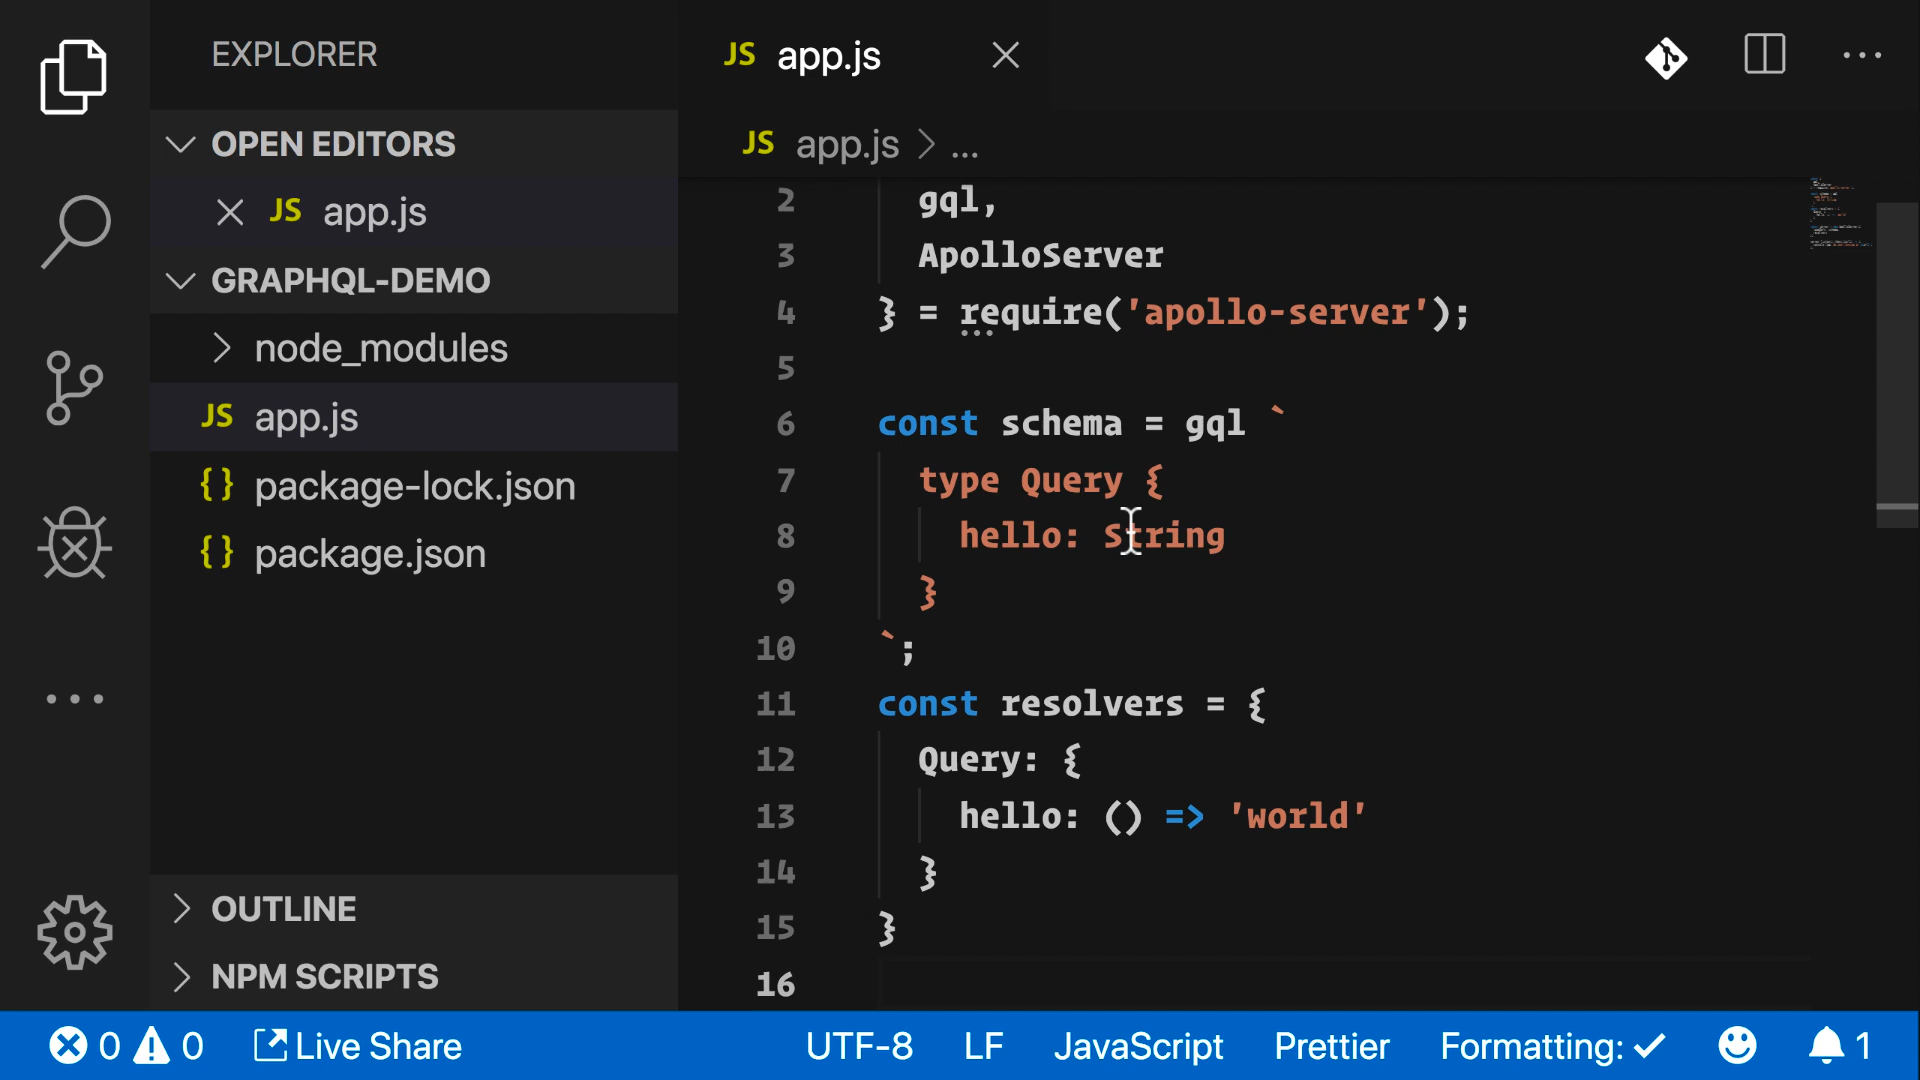 EXPLORER
OPEN EDITORS
JS app.js
GRAPHQL-DEMO
node_modules
JS app.js
{} package-lock.json
{} package.json
OUTLINE
NPM SCRIPTS
JS app.js
JS app.js > ...
2 gql,
3 ApolloServer
4 } = require('apollo-server');
5
6 const schema = gql `
7 type Query {
8 hello: String
9 }
10 `;
11 const resolvers = {
12 Query: {
13 hello: () => 'world'
14 }
15 }
16
0 0 Live Share UTF-8 LF JavaScript Prettier Formatting: ✓ 1